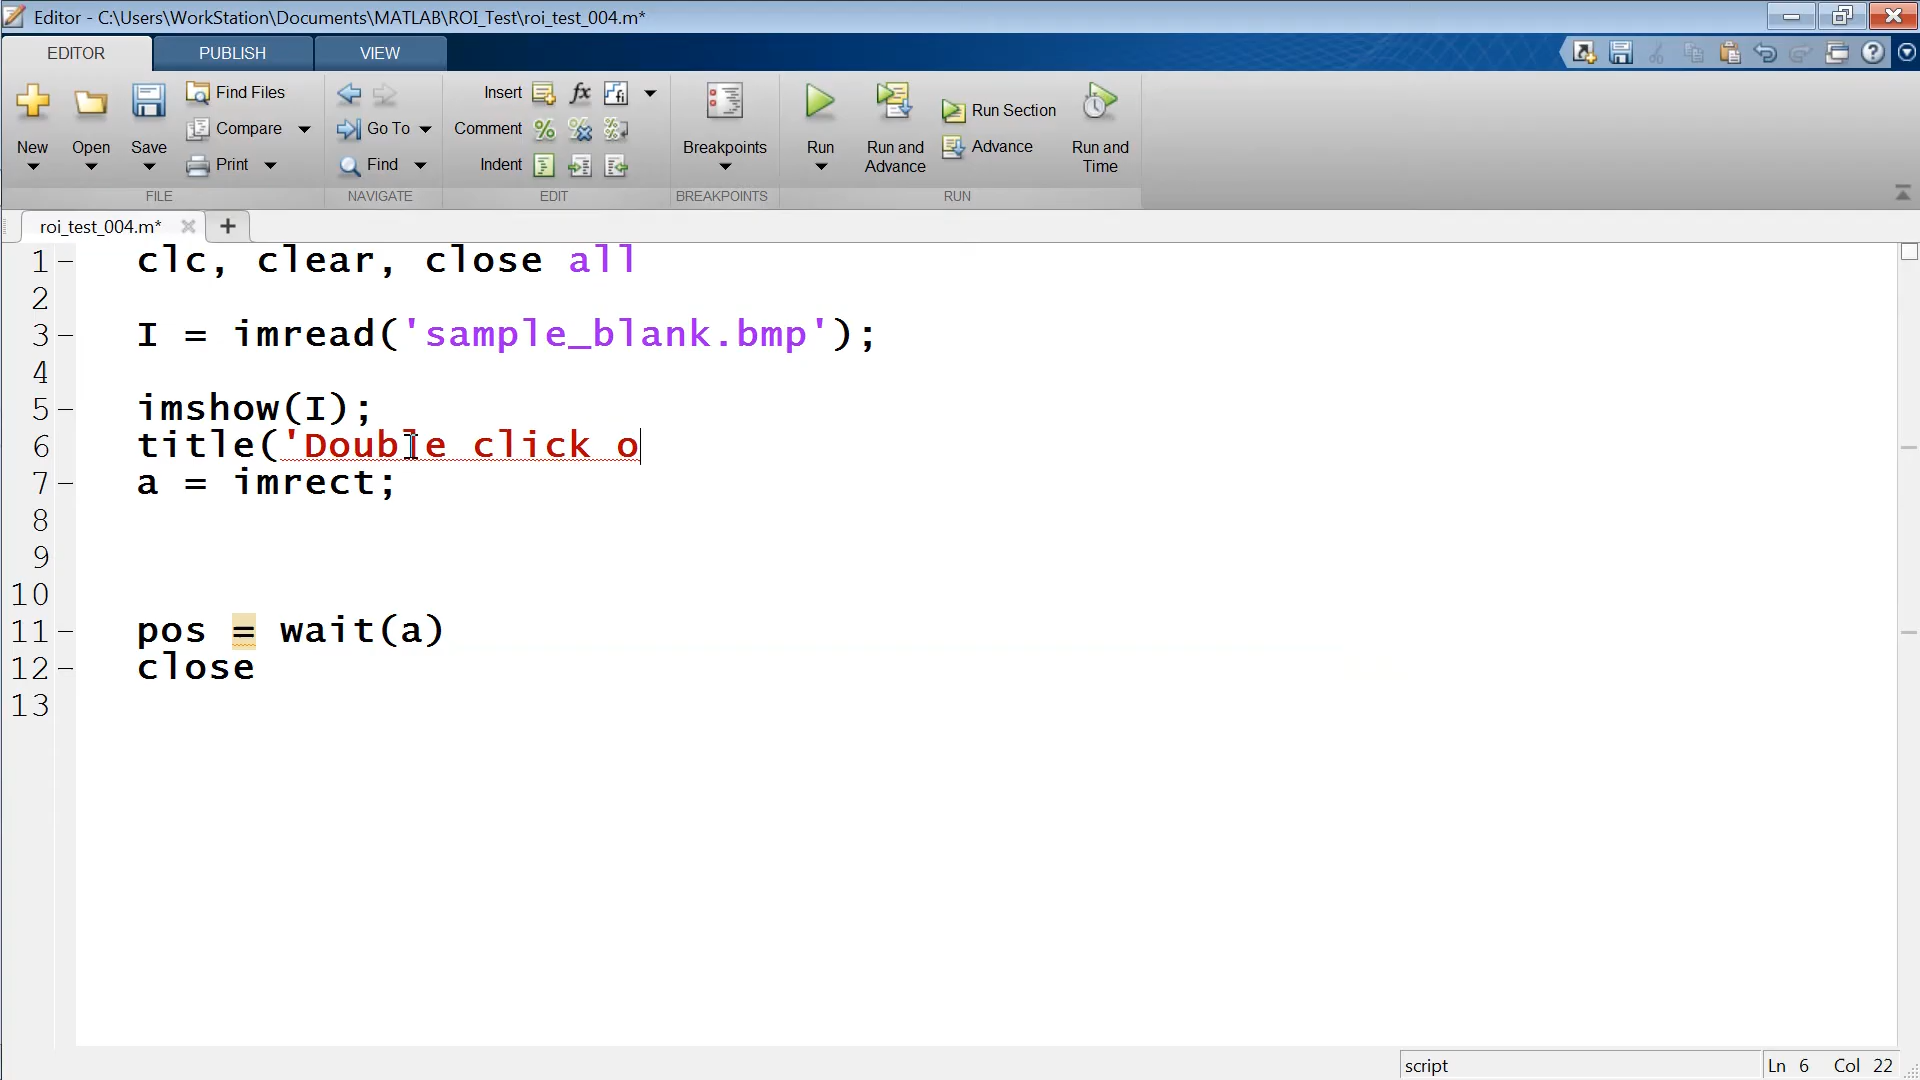 Editor - C:\Users\WorkStation\Documents\MATLAB\ROI_Test\roi_test_004.m*
EDITOR PUBLISH VIEW
New Open Save Find Files Compare Print
Go To Find
Insert fx Comment Indent
Breakpoints
Run Run and Advance Run Section Advance Run and Time
FILE NAVIGATE EDIT BREAKPOINTS RUN
roi_test_004.m* +
1 clc, clear, close all
2
3 I = imread('sample_blank.bmp');
4
5 imshow(I);
6 title('Double click o
7 a = imrect;
8
9
10
11 pos = wait(a)
12 close
13
script Ln 6 Col 22